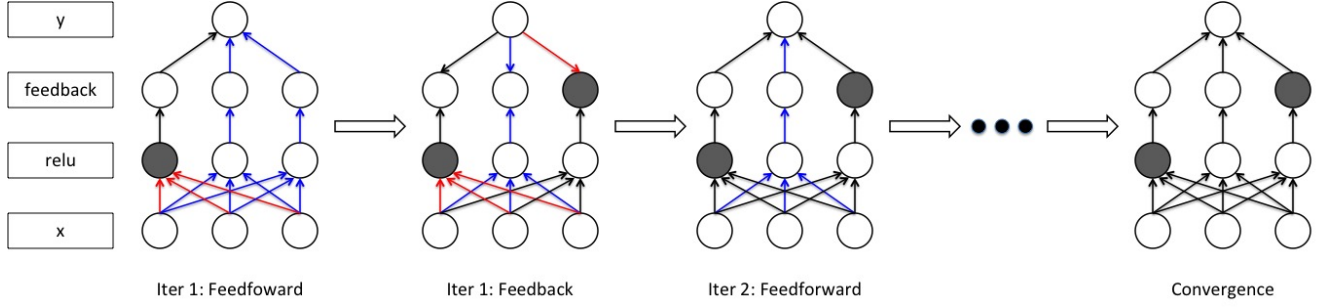 y
feedback
relu
x
Iter 1: Feedfoward
Iter 1: Feedback
Iter 2: Feedforward
Convergence